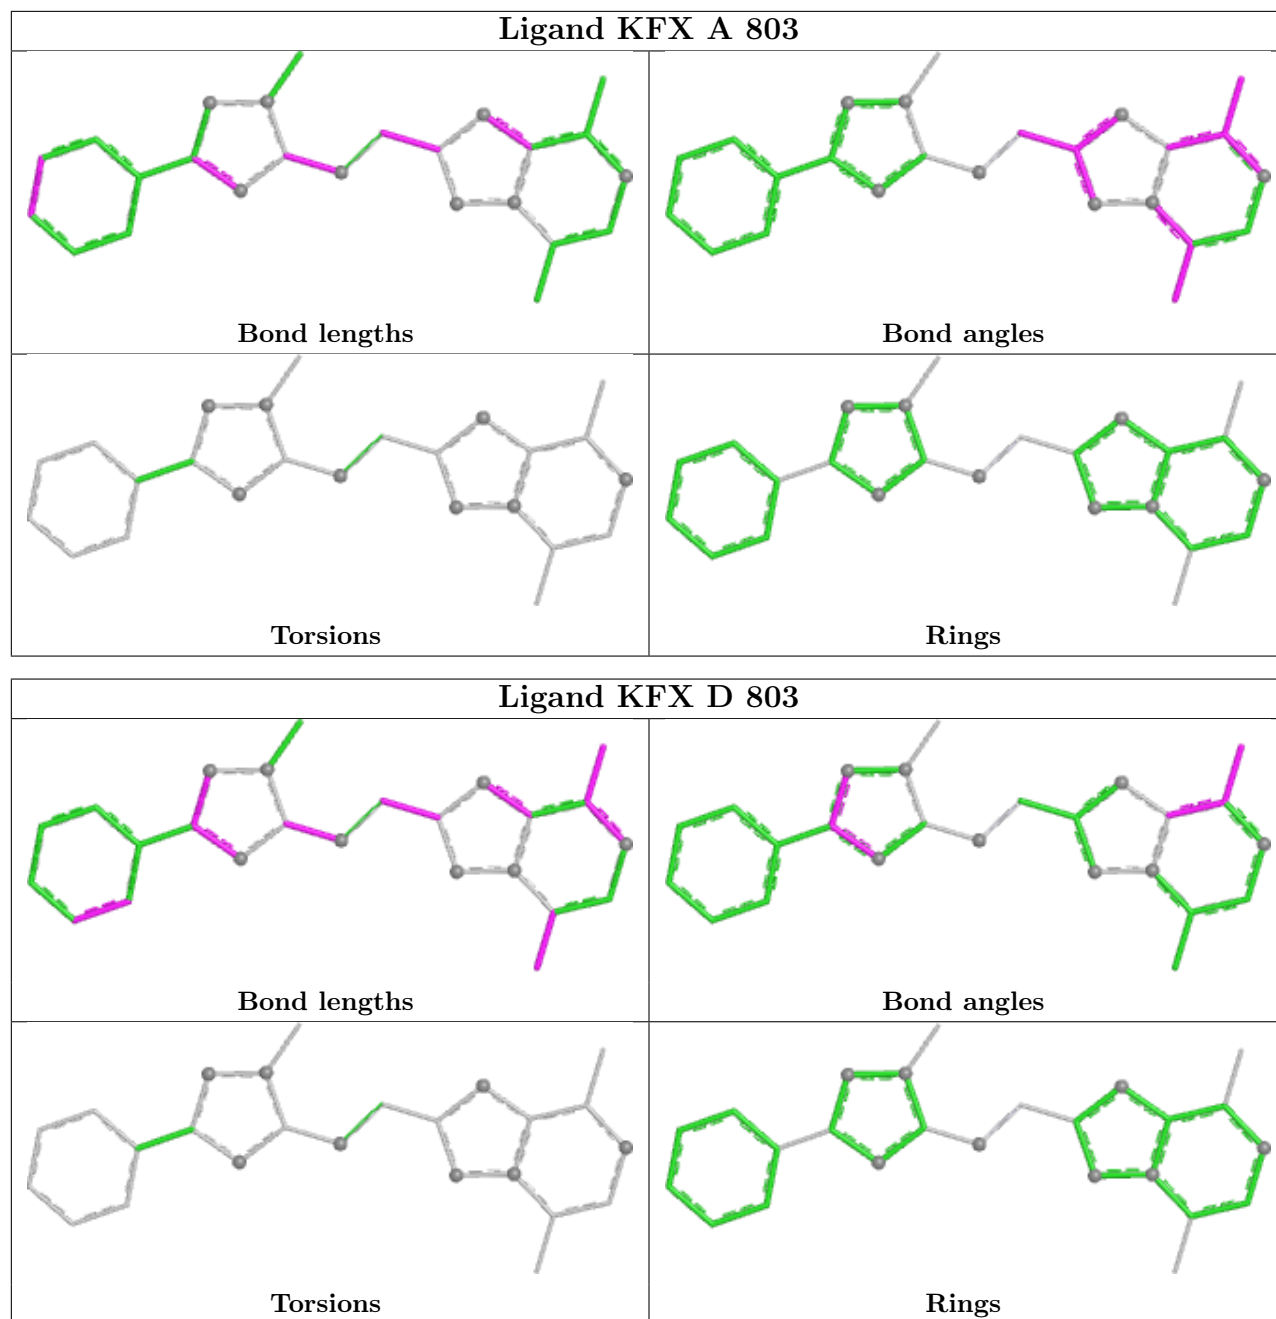 Ligand KFX A 803
Bond lengths
Bond angles
Torsions
Rings
Ligand KFX D 803
Bond lengths
Bond angles
Torsions
Rings